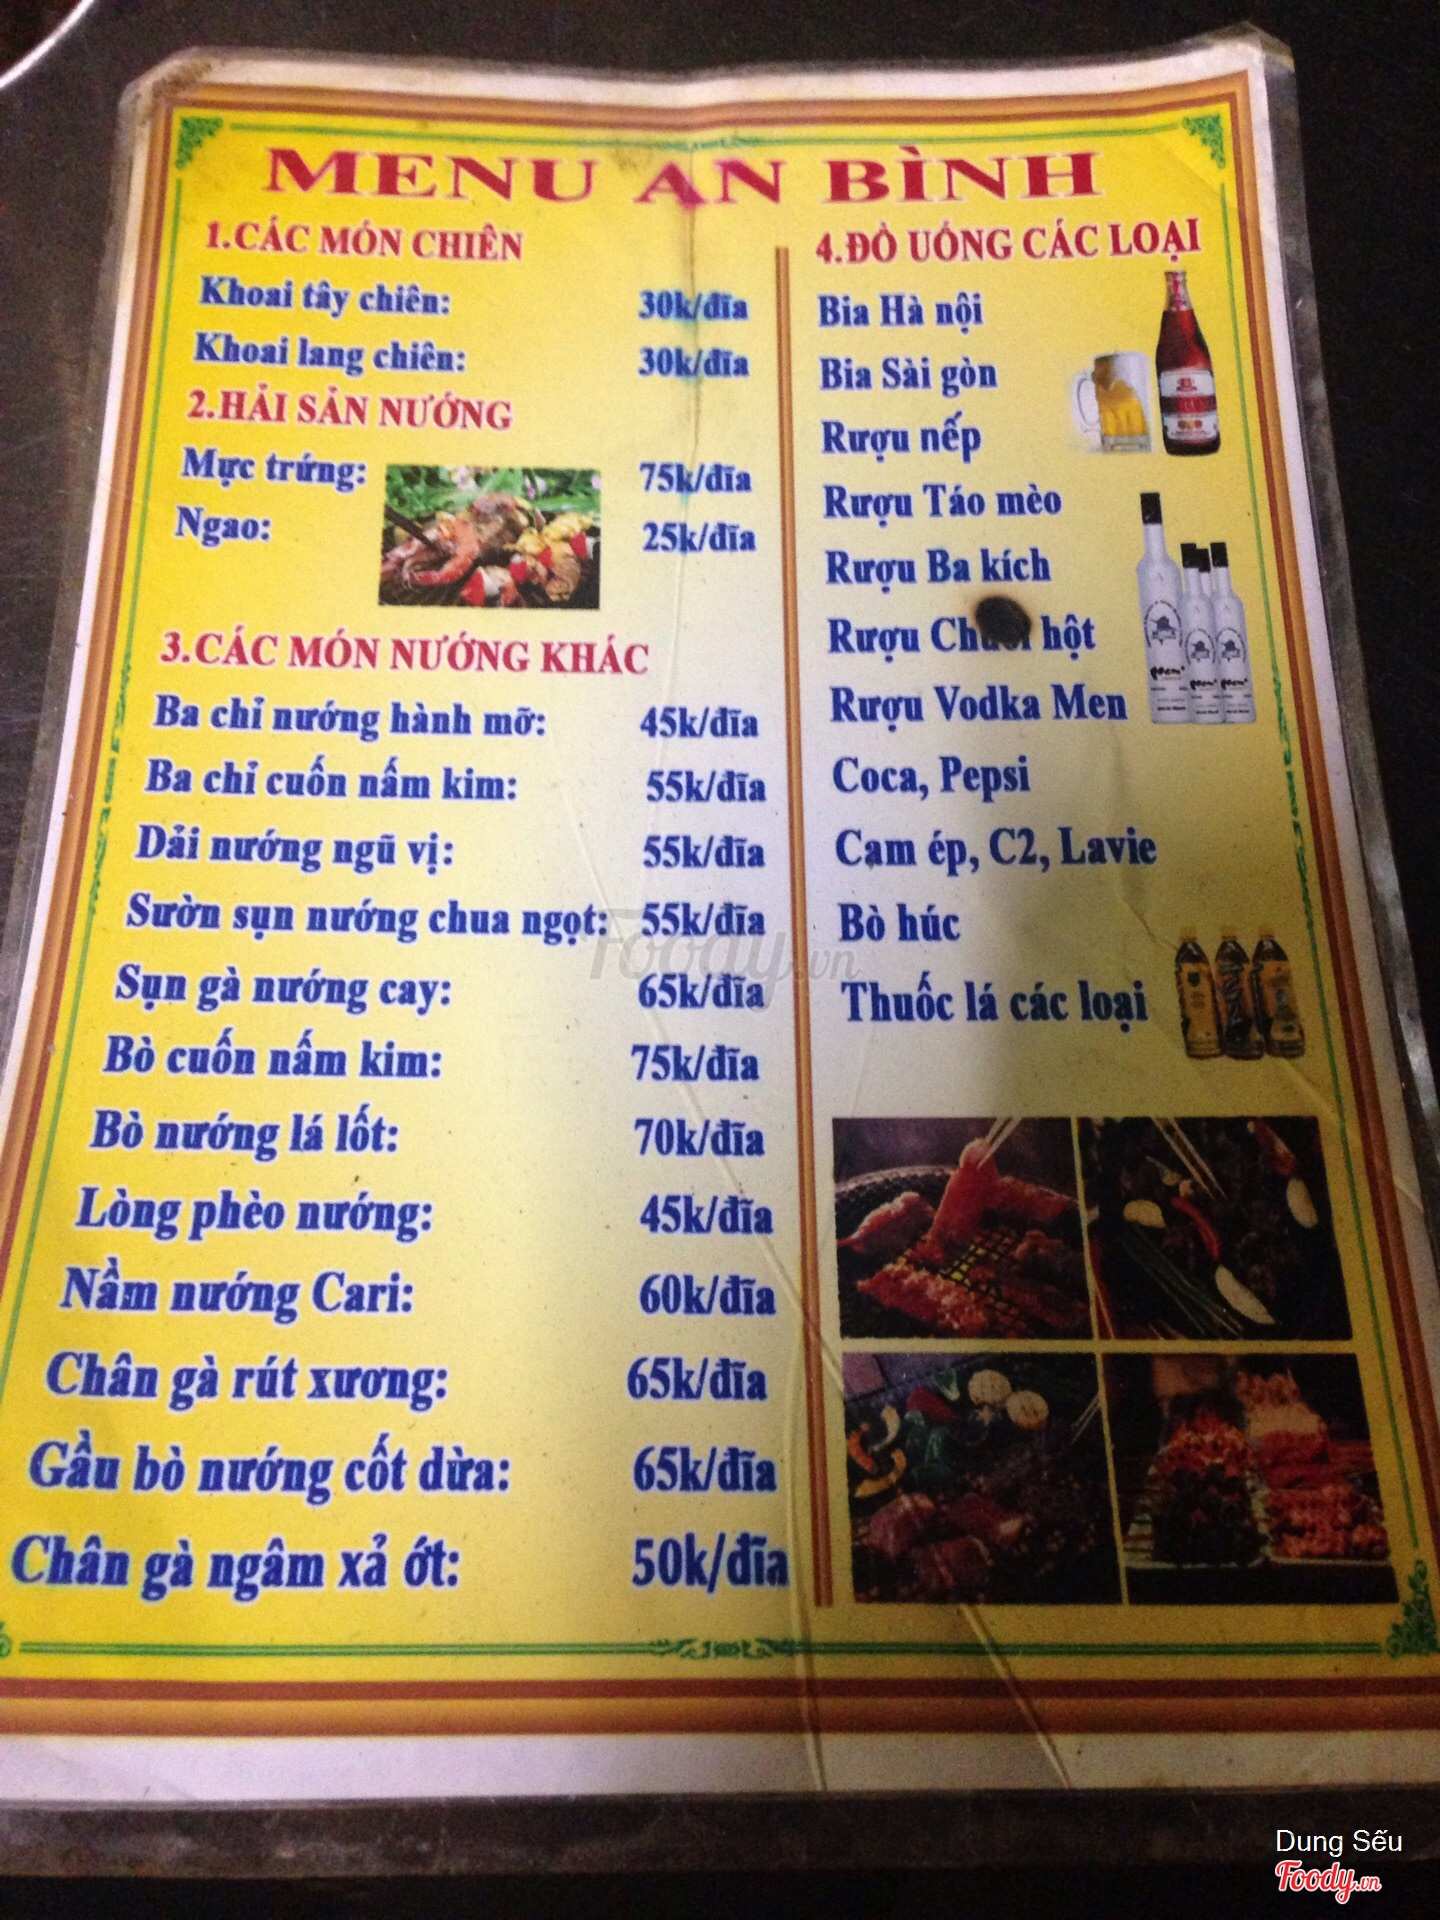 MENU AN BÌNH
1.CÁC MÓN CHIÊN
Khoai tây chiên: 30k/đĩa
Khoai lang chiên: 30k/đĩa
2.HẢI SẢN NƯỚNG
Mực trứng: 75k/đĩa
Ngao: 25k/đĩa
3.CÁC MÓN NƯỚNG KHÁC
Ba chỉ nướng hành mỡ: 45k/đĩa
Ba chỉ cuốn nấm kim: 55k/đĩa
Dải nướng ngũ vị: 55k/đĩa
Sườn sụn nướng chua ngọt: 55k/đĩa
Sụn gà nướng cay: 65k/đĩa
Bò cuốn nấm kim: 75k/đĩa
Bò nướng lá lốt: 70k/đĩa
Lòng phèo nướng: 45k/đĩa
Nầm nướng Cari: 60k/đĩa
Chân gà rút xương: 65k/đĩa
Gầu bò nướng cốt dừa: 65k/đĩa
Chân gà ngâm xả ớt: 50k/đĩa
4.ĐỒ UỐNG CÁC LOẠI
Bia Hà nội
Bia Sài gòn
Rượu nếp
Rượu Táo mèo
Rượu Ba kích
Rượu Chuối hột
Rượu Vodka Men
Coca, Pepsi
Cam ép, C2, Lavie
Bò húc
Thuốc lá các loại
Foody.vn
Dung Sếu
Foody.vn